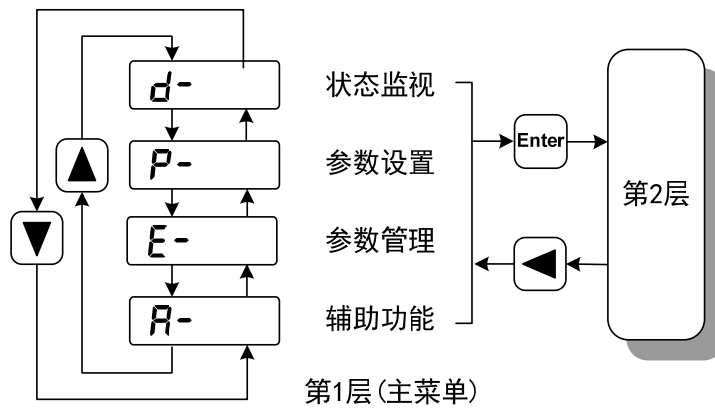 d-
状态监视
P-
参数设置
E-
参数管理
A-
辅助功能
Enter
第2层
第1层(主菜单)